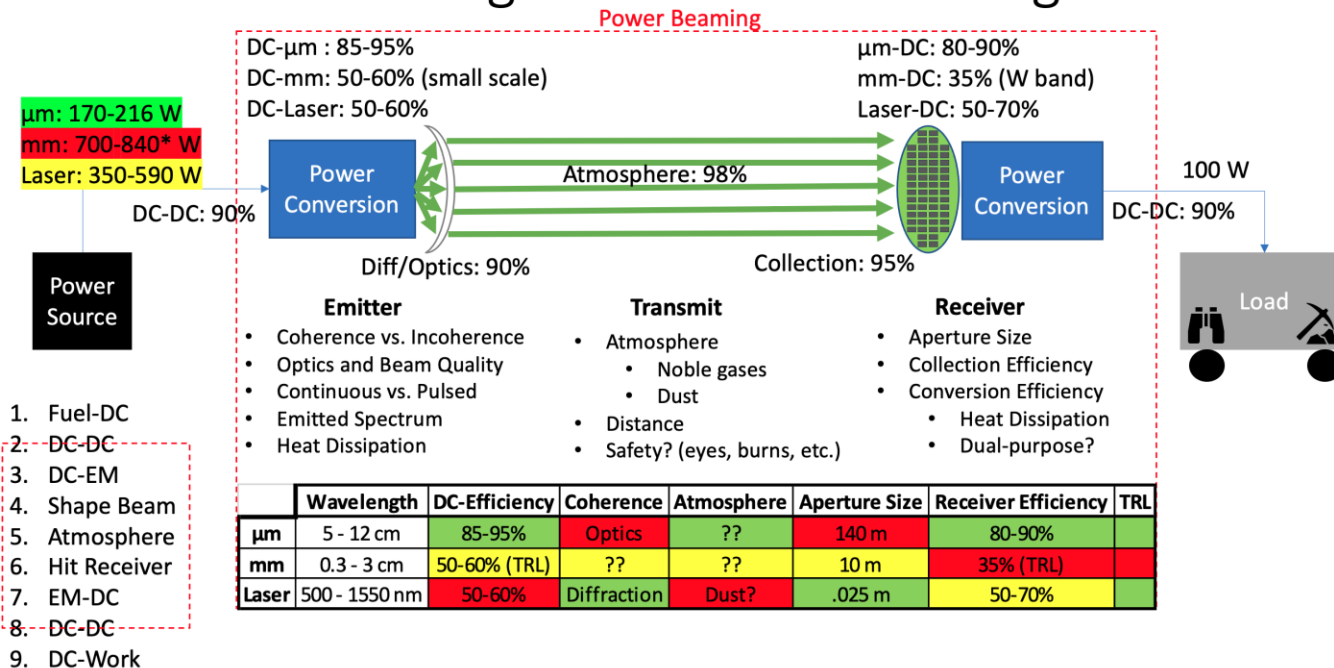 Power Beaming
DC-µm : 85-95%
DC-mm: 50-60% (small scale)
DC-Laser: 50-60%
µm-DC: 80-90%
mm-DC: 35% (W band)
Laser-DC: 50-70%
µm: 170-216 W
mm: 700-840* W
Laser: 350-590 W
DC-DC: 90%
Power
Conversion
Atmosphere: 98%
Power
Conversion
100 W
DC-DC: 90%
Diff/Optics: 90%
Collection: 95%
Power
Source
Load
Emitter
• Coherence vs. Incoherence
• Optics and Beam Quality
• Continuous vs. Pulsed
• Emitted Spectrum
• Heat Dissipation
Transmit
• Atmosphere
• Noble gases
• Dust
• Distance
• Safety? (eyes, burns, etc.)
Receiver
• Aperture Size
• Collection Efficiency
• Conversion Efficiency
• Heat Dissipation
• Dual-purpose?
1. Fuel-DC
2. DC-DC
3. DC-EM
4. Shape Beam
5. Atmosphere
6. Hit Receiver
7. EM-DC
8. DC-DC
9. DC-Work
Wavelength DC-Efficiency Coherence Atmosphere Aperture Size Receiver Efficiency TRL
µm 5 - 12 cm 85-95% Optics ?? 140 m 80-90%
mm 0.3 - 3 cm 50-60% (TRL) ?? ?? 10 m 35% (TRL)
Laser 500 - 1550 nm 50-60% Diffraction Dust? .025 m 50-70%